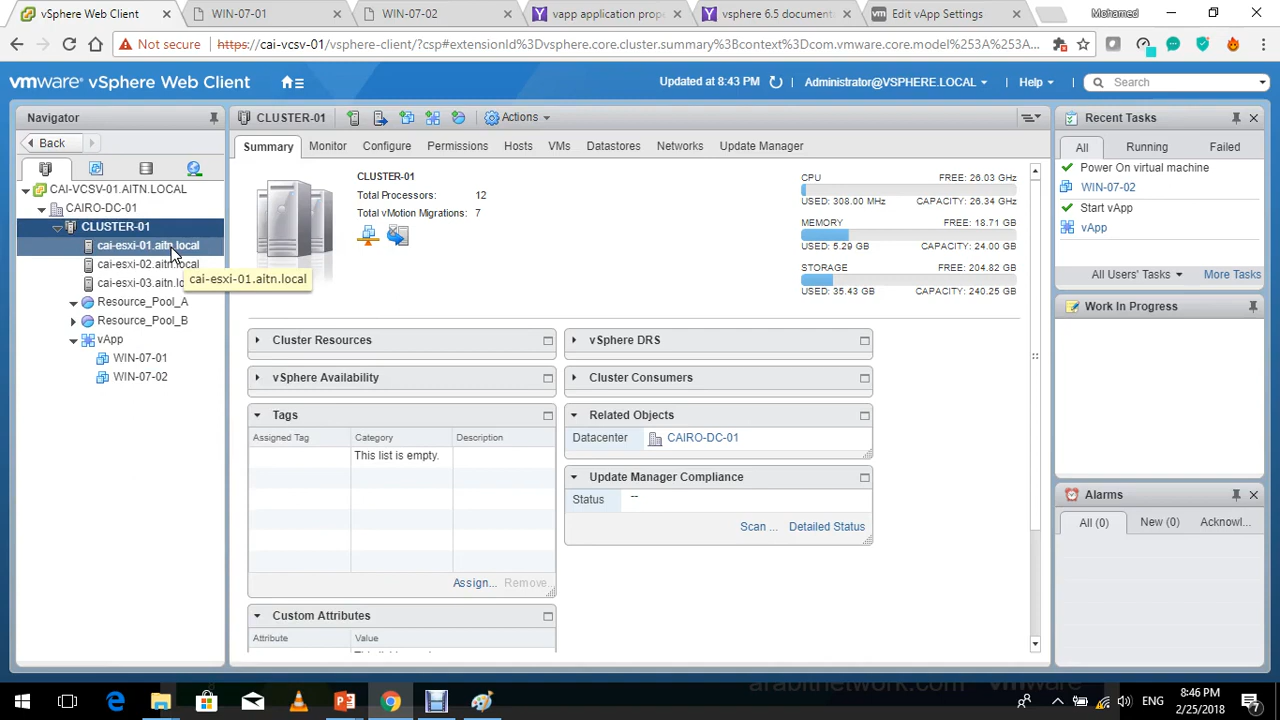 vSphere Web Client
WIN-07-01
WIN-07-02
vapp application prope
vsphere 6.5 document
Edit vApp Settings
Mohamed
Not secure
https://cai-vcsv-01/vsphere-client/?csp#extensionId%3Dvsphere.core.cluster.summary%3Bcontext%3Dcom.vmware.core.model%253A%253A...
vmware vSphere Web Client
Updated at 8:43 PM
Administrator@VSPHERE.LOCAL
Help
Search
Navigator
Back
CAI-VCSV-01.AITN.LOCAL
CAIRO-DC-01
CLUSTER-01
cai-esxi-01.aitn.local
cai-esxi-02.aitn.local
cai-esxi-03.aitn.lo
cai-esxi-01.aitn.local
Resource_Pool_A
Resource_Pool_B
vApp
WIN-07-01
WIN-07-02
CLUSTER-01
Actions
Summary
Monitor
Configure
Permissions
Hosts
VMs
Datastores
Networks
Update Manager
CLUSTER-01
Total Processors: 12
Total vMotion Migrations: 7
CPU FREE: 26.03 GHz
USED: 308.00 MHz CAPACITY: 26.34 GHz
MEMORY FREE: 18.71 GB
USED: 5.29 GB CAPACITY: 24.00 GB
STORAGE FREE: 204.82 GB
USED: 35.43 GB CAPACITY: 240.25 GB
Cluster Resources
vSphere DRS
vSphere Availability
Cluster Consumers
Tags
Assigned Tag Category Description
This list is empty.
Assign... Remove...
Related Objects
Datacenter CAIRO-DC-01
Update Manager Compliance
Status --
Scan ... Detailed Status
Custom Attributes
Attribute Value
Recent Tasks
All Running Failed
Power On virtual machine
WIN-07-02
Start vApp
vApp
All Users' Tasks More Tasks
Work In Progress
Alarms
All (0) New (0) Acknowl...
arabitnetwork.com
vmware
ENG
8:46 PM
2/25/2018
7